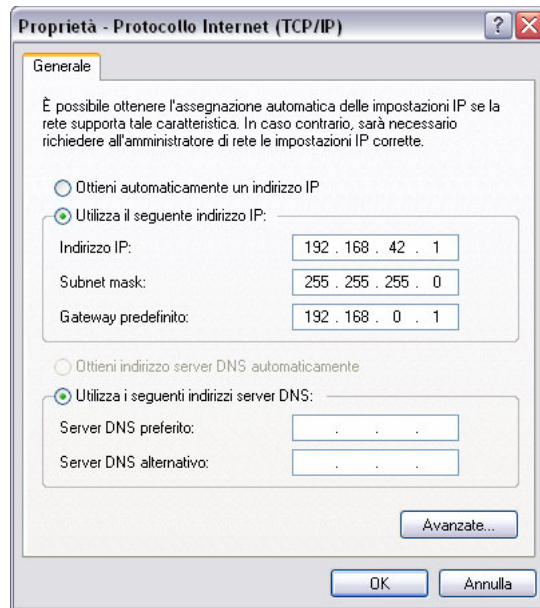 Proprietà - Protocollo Internet (TCP/IP)
Generale
È possibile ottenere l'assegnazione automatica delle impostazioni IP se la
rete supporta tale caratteristica. In caso contrario, sarà necessario
richiedere all'amministratore di rete le impostazioni IP corrette.
Ottieni automaticamente un indirizzo IP
Utilizza il seguente indirizzo IP:
Indirizzo IP: 192 . 168 . 42 . 1
Subnet mask: 255 . 255 . 255 . 0
Gateway predefinito: 192 . 168 . 0 . 1
Ottieni indirizzo server DNS automaticamente
Utilizza i seguenti indirizzi server DNS:
Server DNS preferito: . . .
Server DNS alternativo: . . .
Avanzate...
OK Annulla